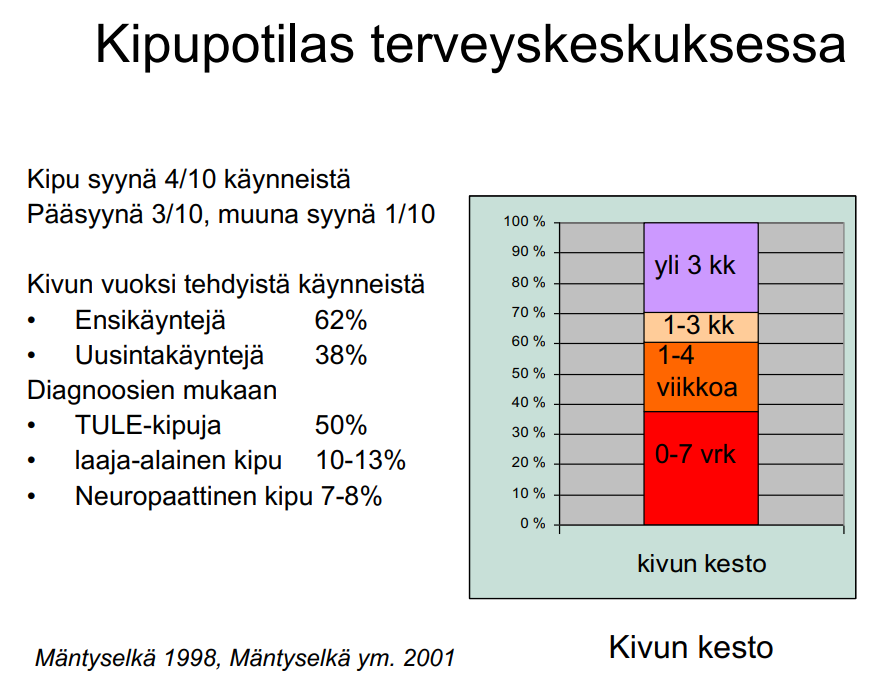 Kipupotilas terveyskeskuksessa
Kipu syynä 4/10 käynneistä
Pääsyynä 3/10, muuna syynä 1/10
Kivun vuoksi tehdyistä käynneistä
• Ensikäyntejä 62%
• Uusintakäyntejä 38%
Diagnoosien mukaan
• TULE-kipuja 50%
• laaja-alainen kipu 10-13%
• Neuropaattinen kipu 7-8%
Mäntyselkä 1998, Mäntyselkä ym. 2001
100 %
90 %
80 %
70 %
60 %
50 %
40 %
30 %
20 %
10 %
0 %
yli 3 kk
1-3 kk
1-4
viikkoa
0-7 vrk
kivun kesto
Kivun kesto